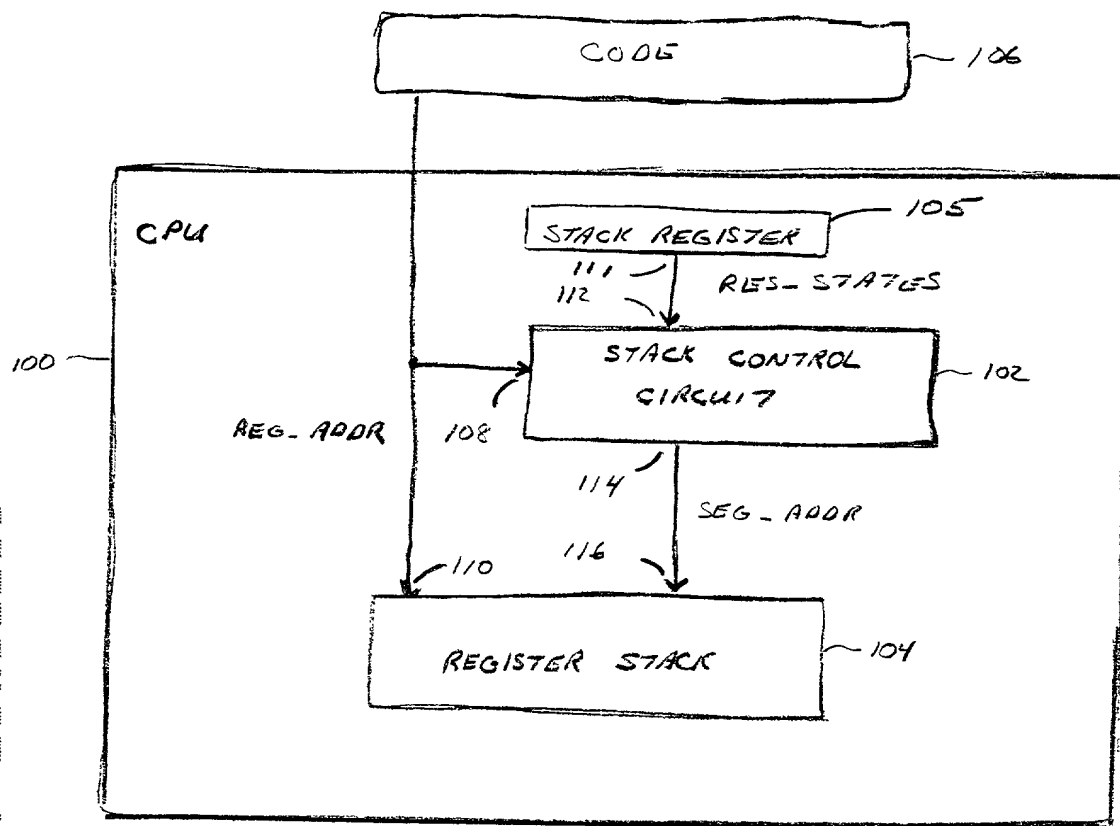 CODE
106
CPU
105
STACK REGISTER
111
RES_STATES
112
100
STACK CONTROL
CIRCUIT
102
REG_ADDR
108
114
SEG_ADDR
110
116
REGISTER STACK
104